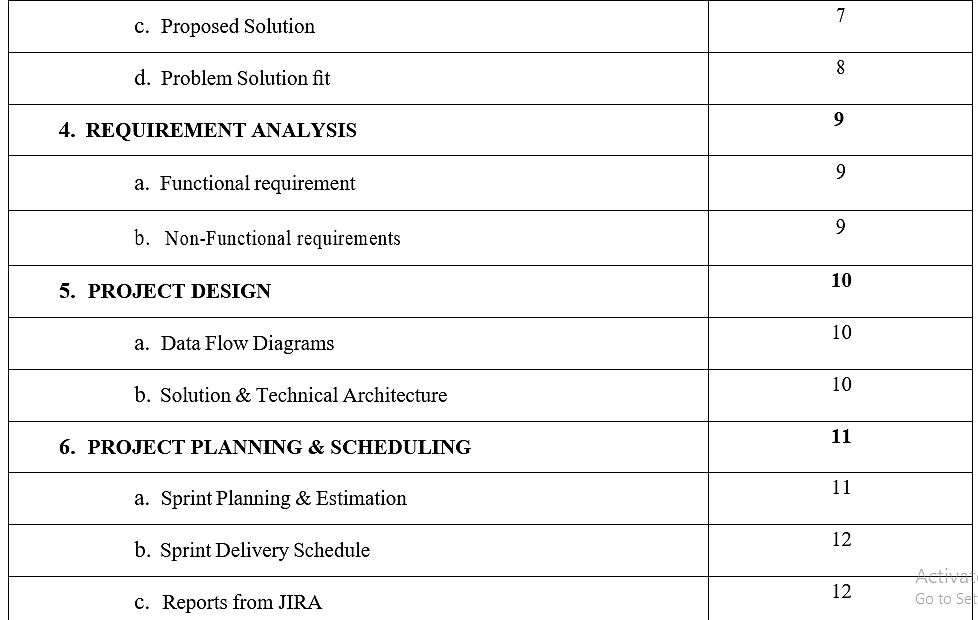 c. Proposed Solution 7
d. Problem Solution fit 8
4. REQUIREMENT ANALYSIS 9
a. Functional requirement 9
b. Non-Functional requirements 9
5. PROJECT DESIGN 10
a. Data Flow Diagrams 10
b. Solution & Technical Architecture 10
6. PROJECT PLANNING & SCHEDULING 11
a. Sprint Planning & Estimation 11
b. Sprint Delivery Schedule 12
c. Reports from JIRA 12
Activat
Go to Set